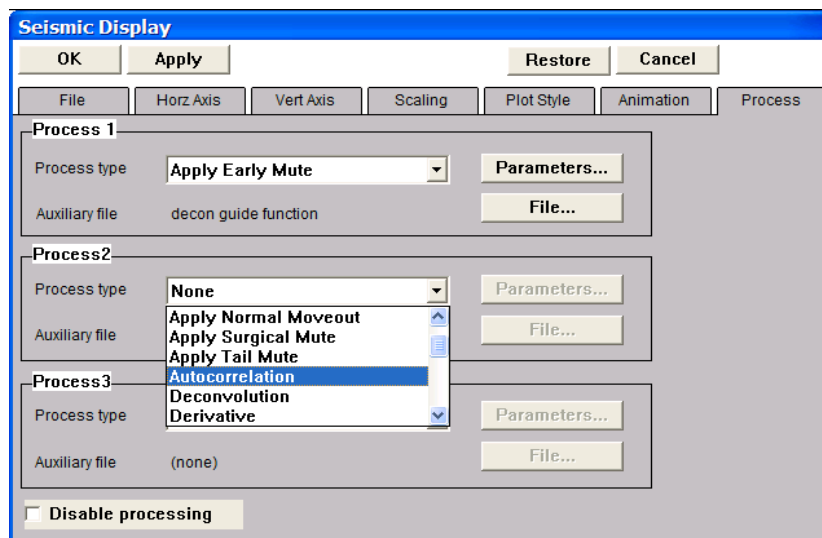 Seismic Display
OK Apply Restore Cancel
File Horz Axis Vert Axis Scaling Plot Style Animation Process
Process 1
Process type Apply Early Mute Parameters...
Auxiliary file decon guide function File...
Process2
Process type None Parameters...
Apply Normal Moveout
Auxiliary file Apply Surgical Mute File...
Apply Tail Mute
Process3 Autocorrelation
Deconvolution
Process type Derivative Parameters...
Auxiliary file (none) File...
Disable processing